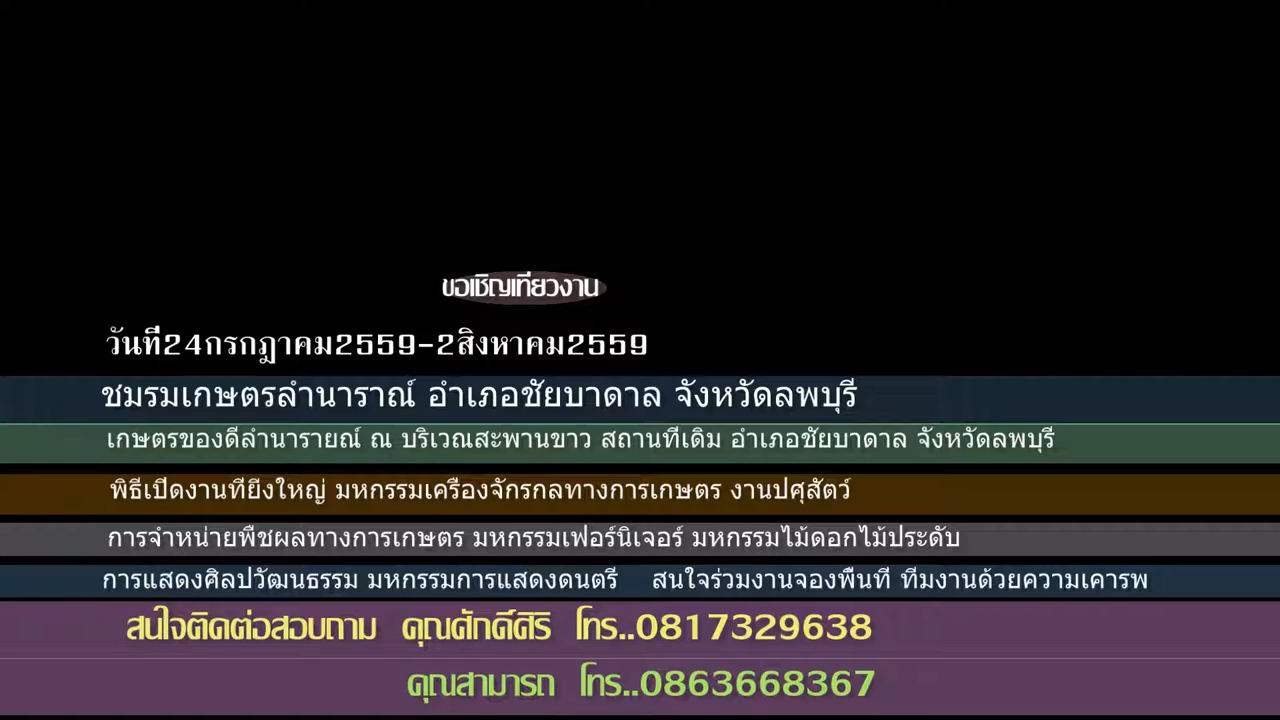 ขอเชิญเที่ยวงาน
วันที่24กรกฎาคม2559-2สิงหาคม2559
ชมรมเกษตรลำนาราณ์ อำเภอชัยบาดาล จังหวัดลพบุรี
เกษตรของดีลำนารายณ์ ณ บริเวณสะพานขาว สถานที่เดิม อำเภอชัยบาดาล จังหวัดลพบุรี
พิธีเปิดงานที่ยิ่งใหญ่ มหกรรมเครื่องจักรกลทางการเกษตร งานปศุสัตว์
การจำหน่ายพืชผลทางการเกษตร มหกรรมเฟอร์นิเจอร์ มหกรรมไม้ดอกไม้ประดับ
การแสดงศิลปวัฒนธรรม มหกรรมการแสดงดนตรี สนใจร่วมงานจองพื้นที่ ทีมงานด้วยความเคารพ
สนใจติดต่อสอบถาม คุณศักดิ์ศิริ โทร..0817329638
คุณสามารถ โทร..0863668367